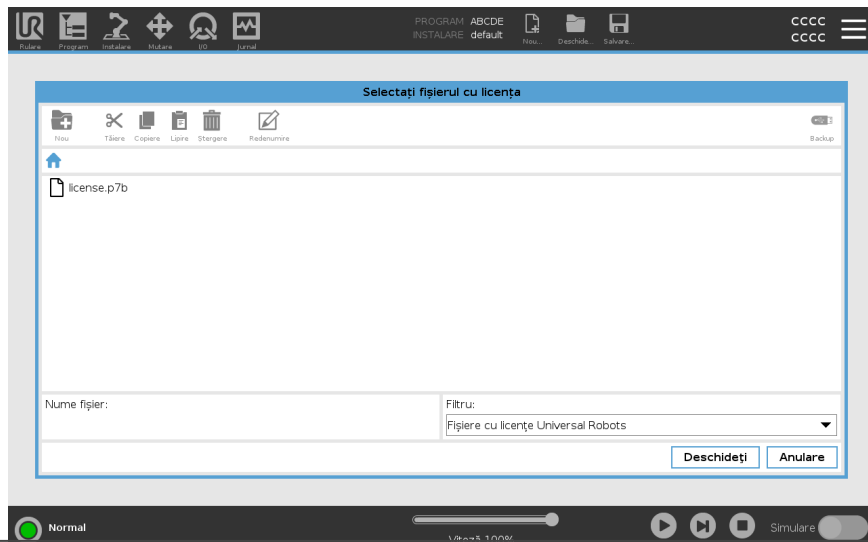 PROGRAM ABCDE
INSTALARE default
CCCC
CCCC
Rulare Program Instalare Mutare I/O Jurnal Nou... Deschide... Salvare...
Selectați fișierul cu licența
Nou Tăiere Copiere Lipire Ștergere Redenumire Backup
license.p7b
Nume fișier: Filtru:
Fișiere cu licențe Universal Robots
Deschideți Anulare
Normal Simulare
Viteză 100%